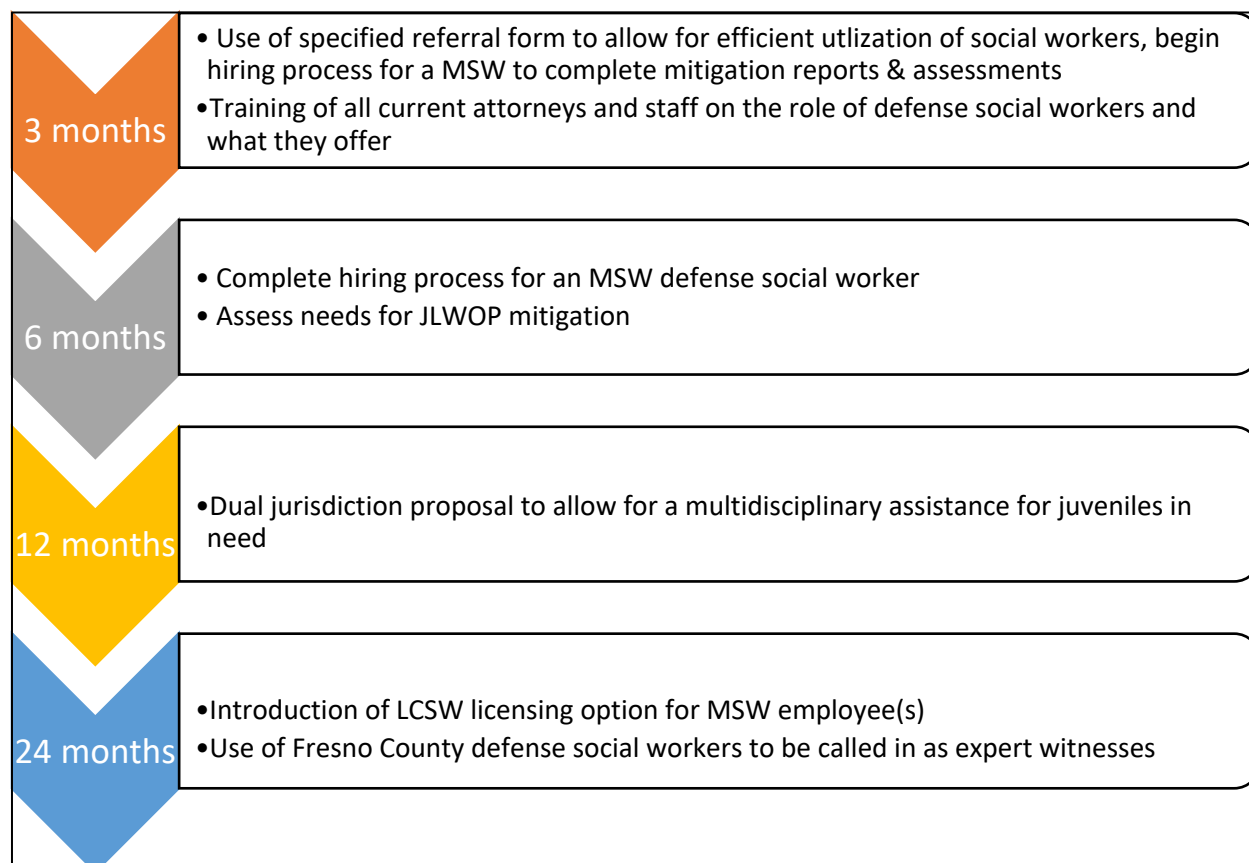 3 months
• Use of specified referral form to allow for efficient utlization of social workers, begin
hiring process for a MSW to complete mitigation reports & assessments
•Training of all current attorneys and staff on the role of defense social workers and
what they offer
6 months
• Complete hiring process for an MSW defense social worker
• Assess needs for JLWOP mitigation
12 months
•Dual jurisdiction proposal to allow for a multidisciplinary assistance for juveniles in
need
24 months
•Introduction of LCSW licensing option for MSW employee(s)
•Use of Fresno County defense social workers to be called in as expert witnesses